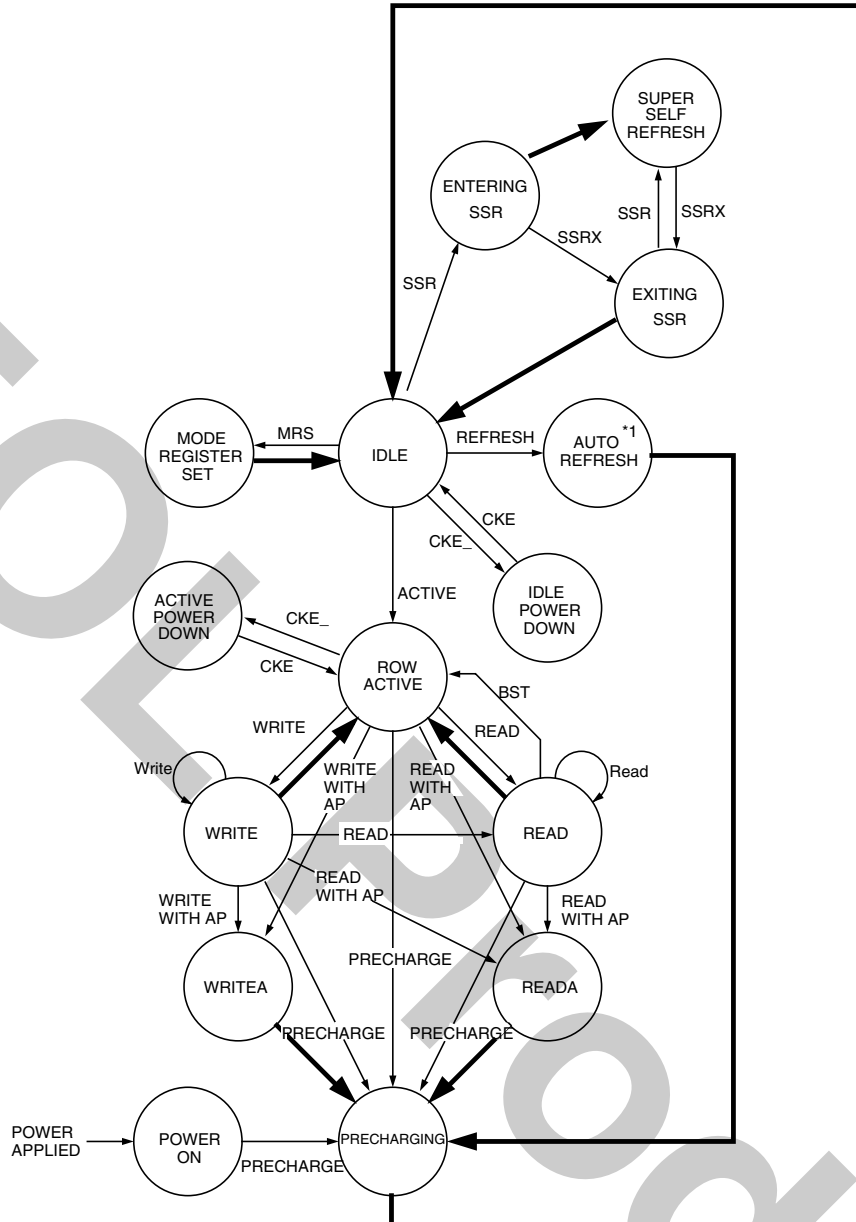 SUPER
SELF
REFRESH
ENTERING
SSR
SSRX
SSR
SSRX
SSR
EXITING
SSR
MODE
REGISTER
SET
MRS
IDLE
REFRESH
AUTO *1
REFRESH
CKE
CKE_
ACTIVE
IDLE
POWER
DOWN
ACTIVE
POWER
DOWN
CKE_
CKE
ROW
ACTIVE
BST
WRITE
READ
Write
WRITE
WITH
AP
READ
WITH
AP
Read
WRITE
READ
READ
READ
WITH AP
WRITE
WITH AP
READ
WITH AP
WRITEA
PRECHARGE
READA
PRECHARGE
PRECHARGE
POWER
APPLIED
POWER
ON
PRECHARGE
PRECHARGING